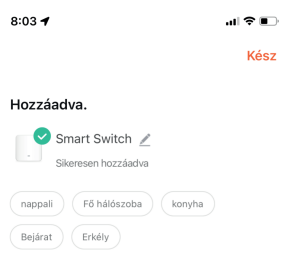 8:03
Kész
Hozzáadva.
Smart Switch
Sikeresen hozzáadva
nappali Fő hálószoba konyha
Bejárat Erkély